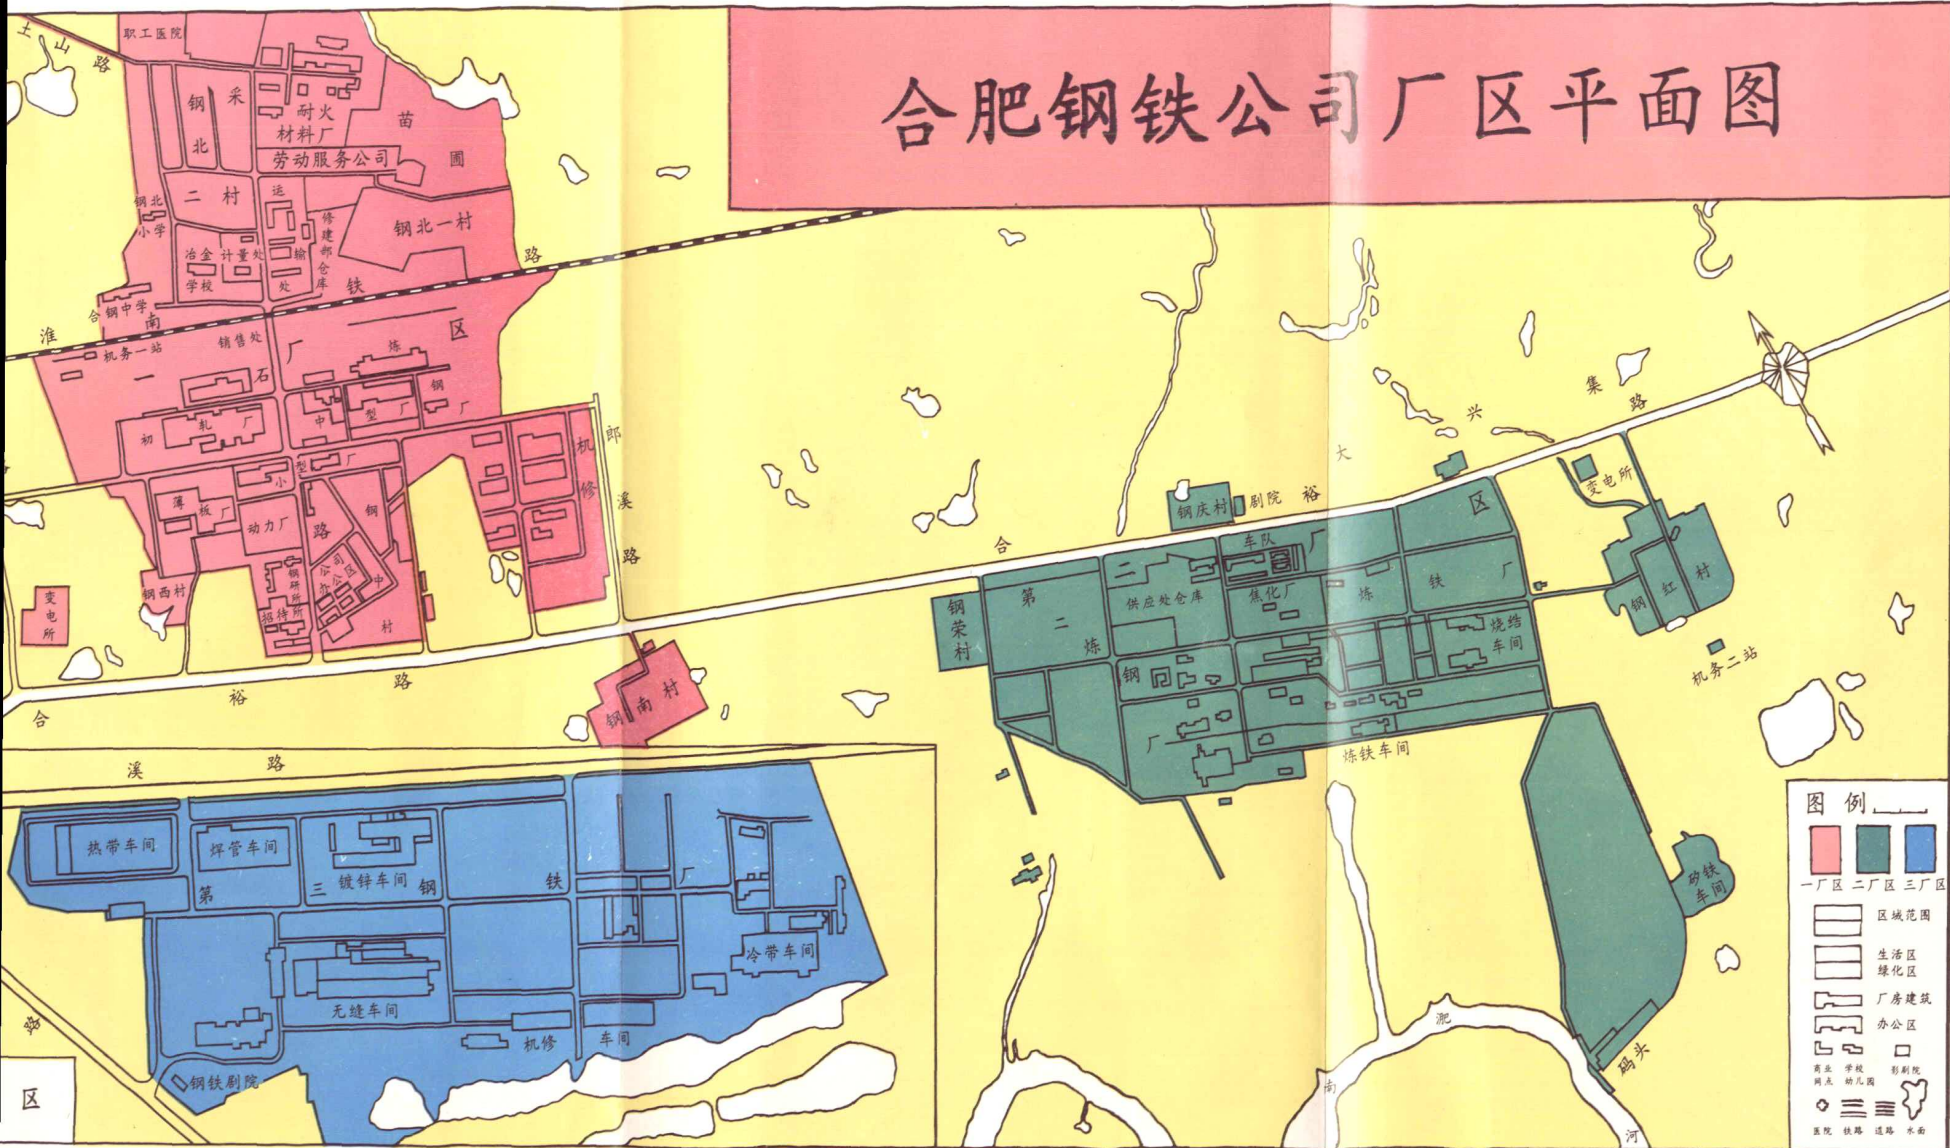 合肥钢铁公司厂区平面图
土山路
职工医院
钢北
二村
采
耐火
材料厂
劳动服务公司
苗圃
钢北
小学
运输处
修建部仓库
钢北一村
冶金
学校
计量处
合钢中学
淮南铁路
机务一站
销售处
一厂区
石
炼钢厂
初轧厂
中型厂
小型厂
机修
郎溪路
薄板厂
动力厂
路
钢中村
公司
办公区
钢研所
招待所
钢西村
变电所
合裕路
钢南村
大兴集
合裕路
钢庆村
剧院
变电所
钢红村
机务二站
二厂区
车队
钢荣村
第二炼钢厂
供应处仓库
焦化厂
炼铁厂
烧结
车间
炼铁车间
矽铁
车间
码头
南淝河
溪路
热带车间
焊管车间
镀锌车间
第三钢铁厂
冷带车间
无缝车间
机修车间
钢铁剧院
路
区
图例
一厂区 二厂区 三厂区
区域范围
生活区
绿化区
厂房建筑
办公区
商业网点
学校幼儿园
影剧院
医院 铁路 道路 水面